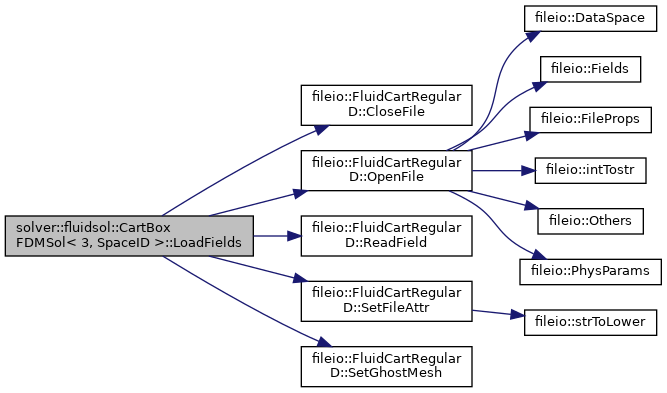 solver::fluidsol::CartBox
FDMSol< 3, SpaceID >::LoadFields
fileio::FluidCartRegular
D::CloseFile
fileio::FluidCartRegular
D::OpenFile
fileio::FluidCartRegular
D::ReadField
fileio::FluidCartRegular
D::SetFileAttr
fileio::FluidCartRegular
D::SetGhostMesh
fileio::DataSpace
fileio::Fields
fileio::FileProps
fileio::intTostr
fileio::Others
fileio::PhysParams
fileio::strToLower